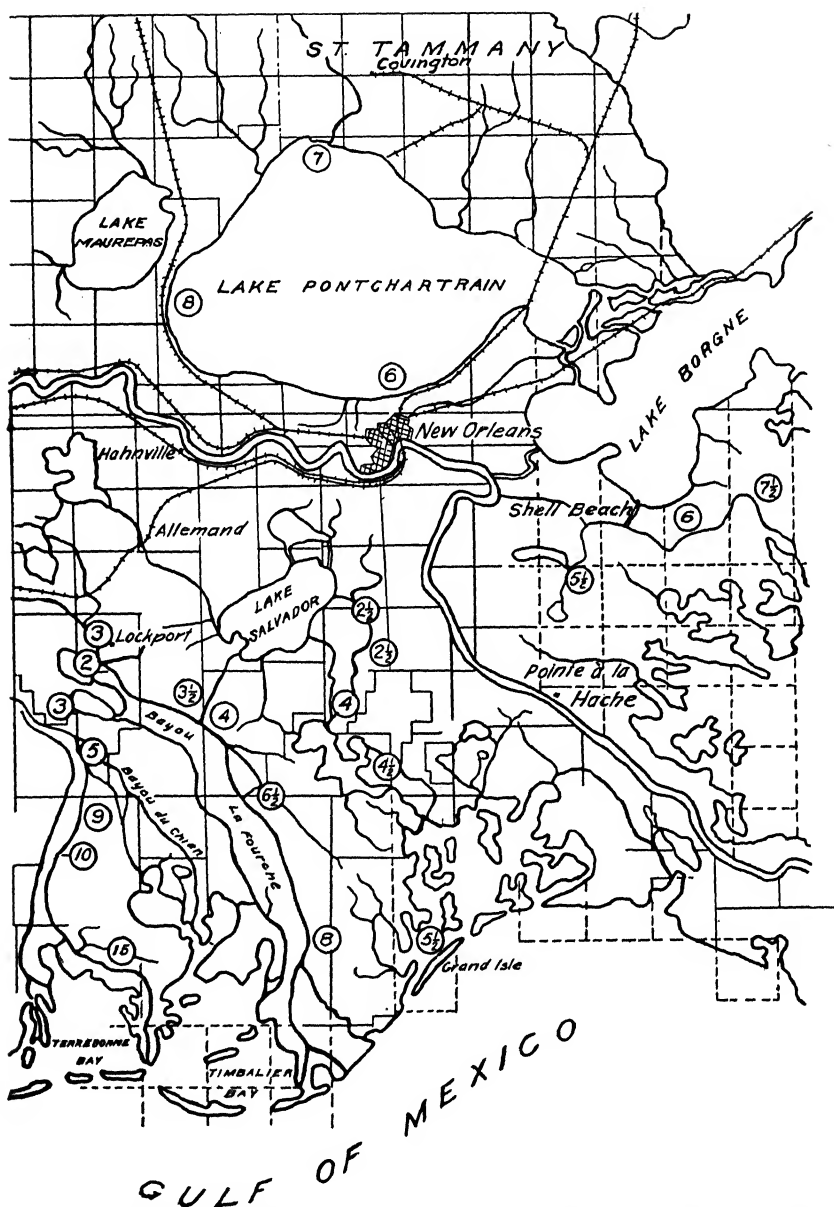 ST. TAMMANY
Covington
7
LAKE
MAUREPAS
LAKE PONTCHARTRAIN
8
6
LAKE BORGNE
New Orleans
Hahnville
7½
Shell Beach
6
Allemand
5½
LAKE
SALVADOR
2½
3
Lockport
2½
2
Pointe à la
Hache
3½
3
4
4
Bayou
5
4½
6½
Bayou du Chien
9
La Fourche
10
8
5½
15
Grand Isle
TERREBONNE
BAY
TIMBALIER
BAY
GULF OF MEXICO